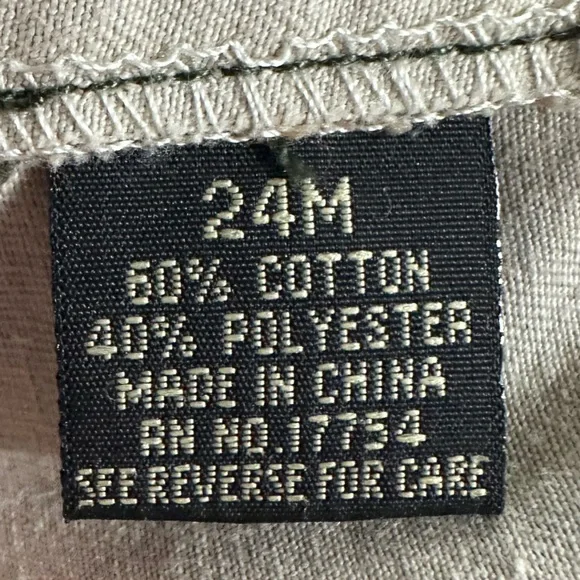 24M
60% COTTON
40% POLYESTER
MADE IN CHINA
RN NO.17754
SEE REVERSE FOR CARE